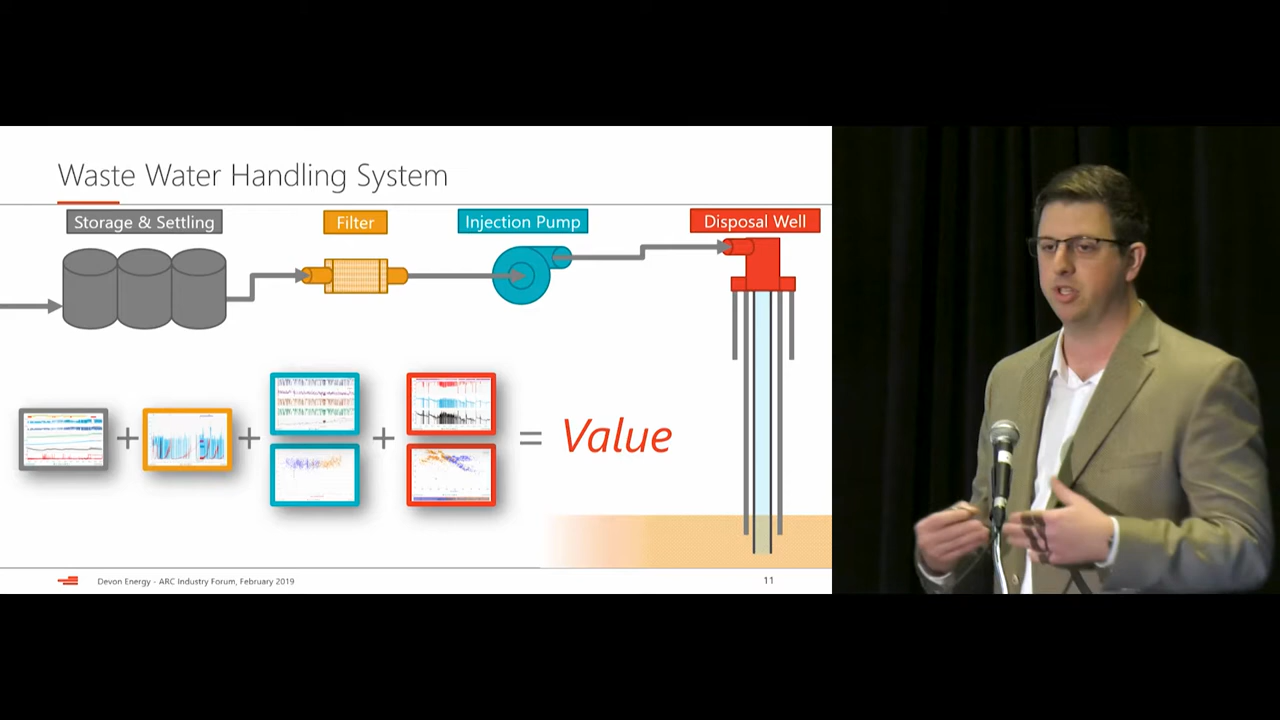 Waste Water Handling System
Storage & Settling
Filter
Injection Pump
Disposal Well
+ + + = Value
Devon Energy - ARC Industry Forum, February 2019
11